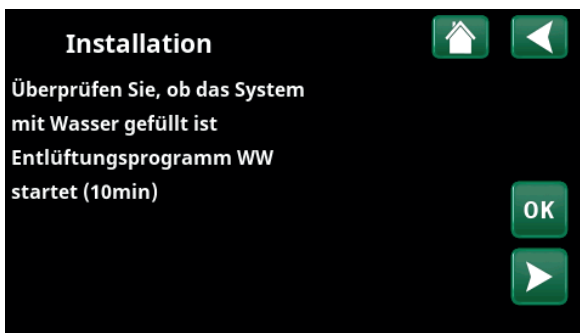 Installation
Überprüfen Sie, ob das System
mit Wasser gefüllt ist
Entlüftungsprogramm WW
startet (10min)
OK